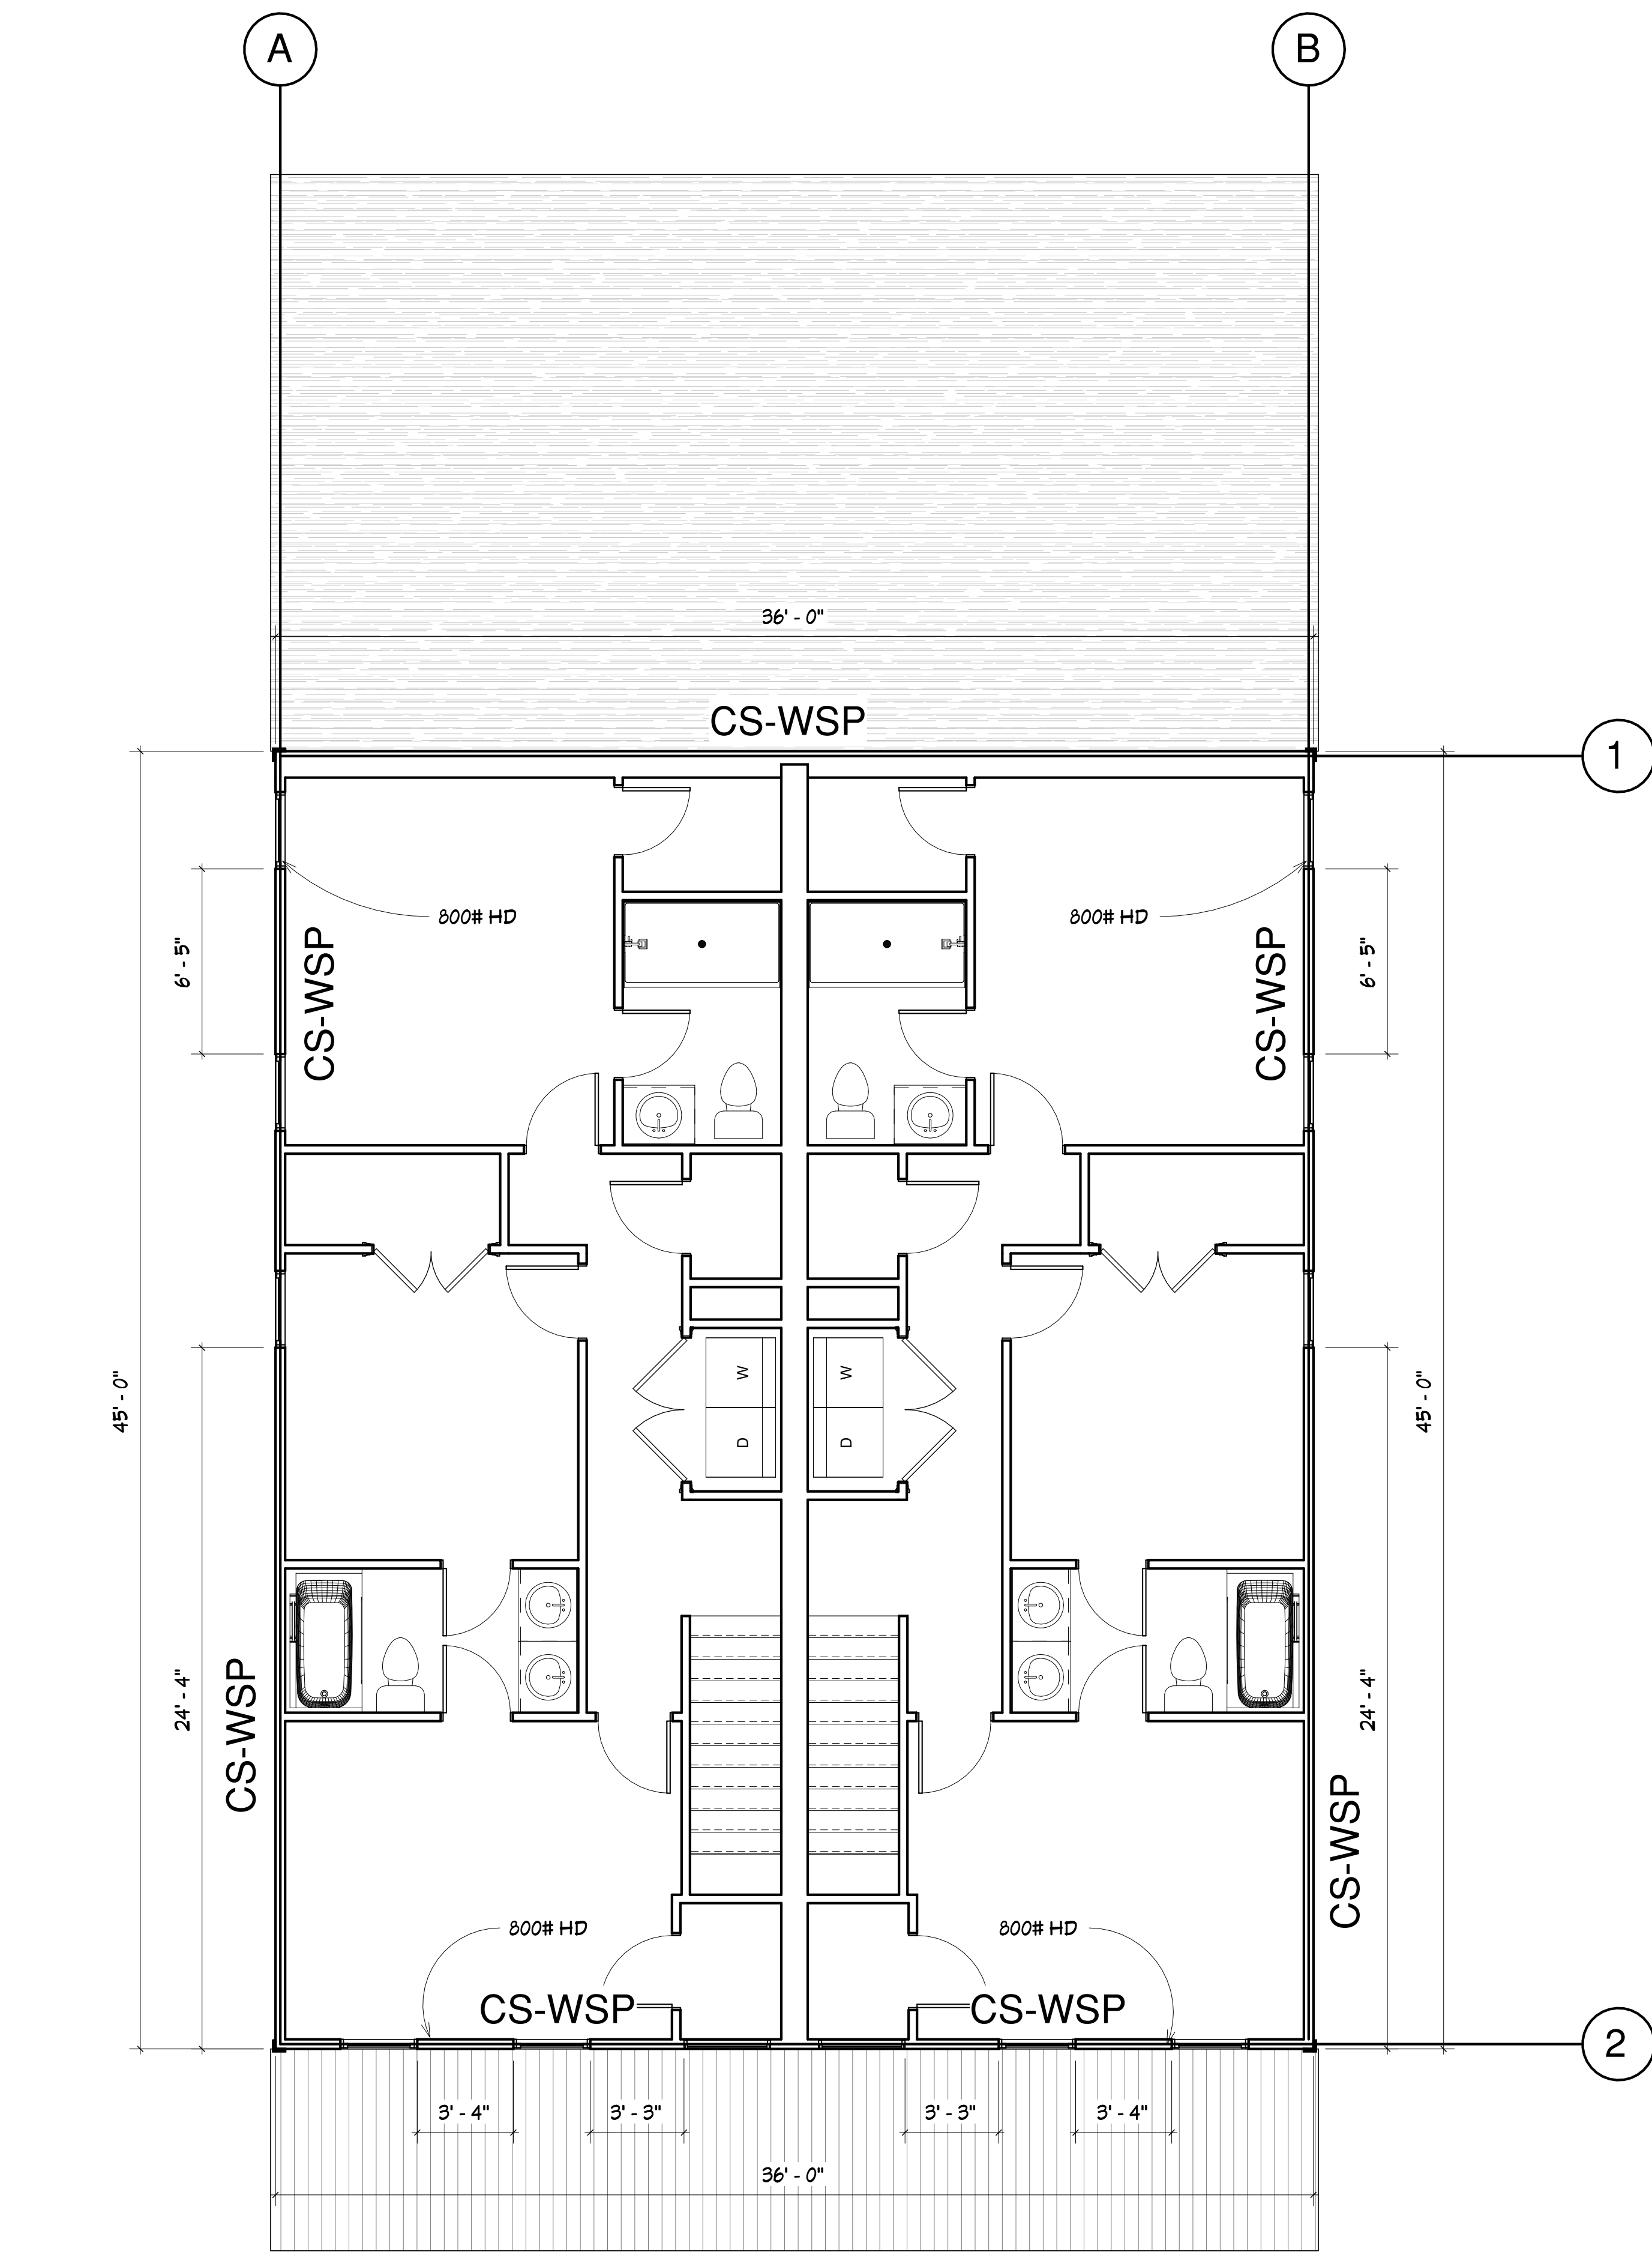 A
B
36' - 0"
CS-WSP
1
800# HD
800# HD
6' - 5"
CS-WSP
CS-WSP
6' - 5"
45' - 0"
W
W
45' - 0"
D
D
24' - 4"
CS-WSP
24' - 4"
CS-WSP
800# HD
800# HD
CS-WSP
CS-WSP
2
3' - 4"
3' - 3"
3' - 3"
3' - 4"
36' - 0"